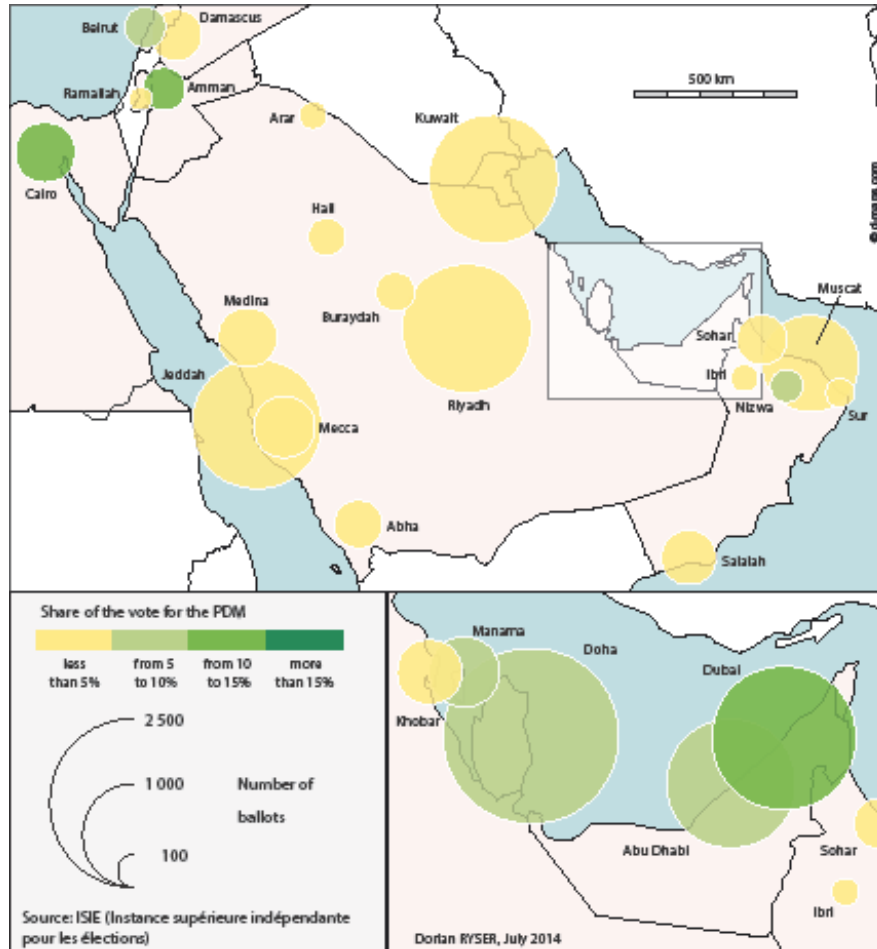 Beirut
Damascus
Ramallah
Amman
500 km
Arar
Kuwait
Cairo
Hail
Medina
Buraydah
Muscat
Sohar
Jeddah
Ibri
Mecca
Riyadh
Nizwa
Sur
Abha
Salalah
Share of the vote for the PDM
less than 5%
from 5 to 10%
from 10 to 15%
more than 15%
2 500
1 000
Number of
ballots
100
Source: ISIE (Instance supérieure indépendante
pour les élections)
Manama
Doha
Dubai
Khobar
Abu Dhabi
Sohar
Ibri
Dorian RYSER, July 2014